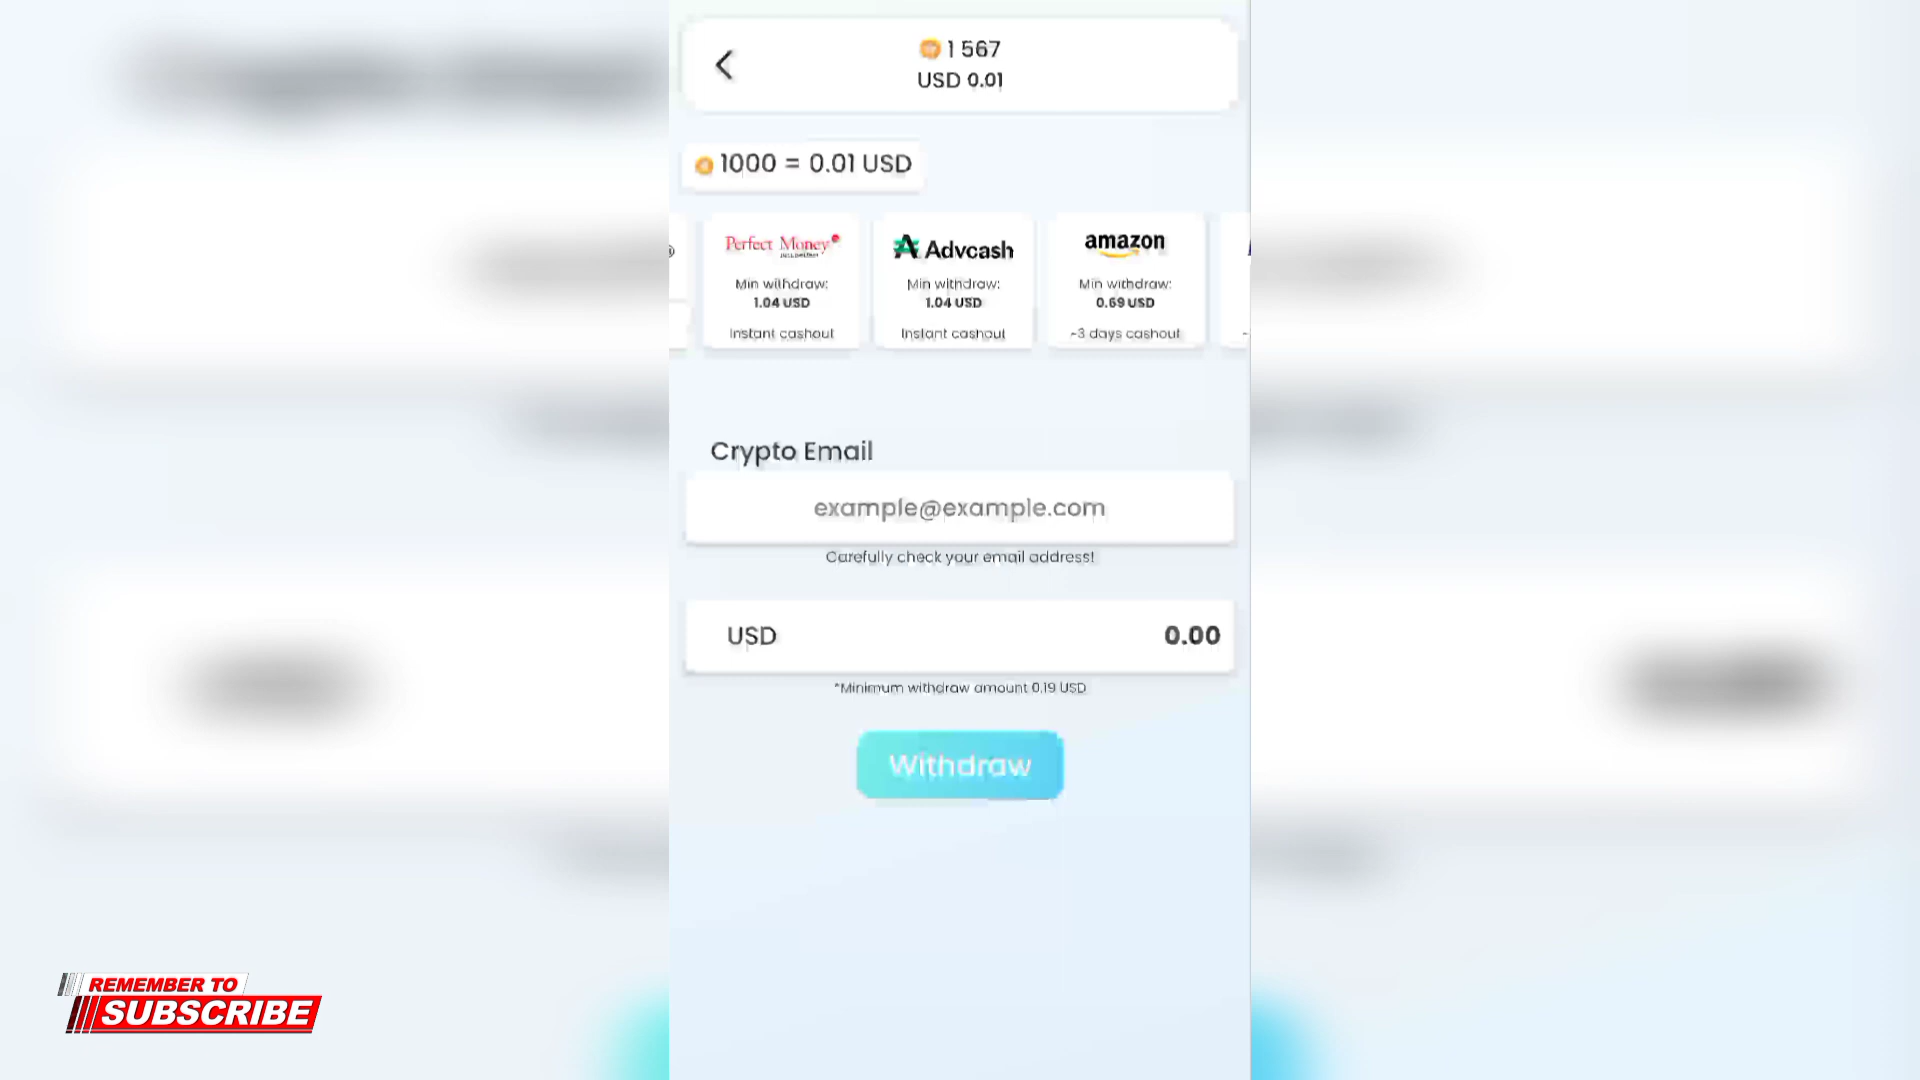 1 567
USD 0.01
1000 = 0.01 USD
Perfect Money
Min withdraw:
1.04 USD
Instant cashout
Advcash
Min withdraw:
1.04 USD
Instant cashout
amazon
Min withdraw:
0.69 USD
~3 days cashout
Crypto Email
example@example.com
Carefully check your email address!
USD 0.00
*Minimum withdraw amount 0.19 USD
Withdraw
REMEMBER TO
SUBSCRIBE